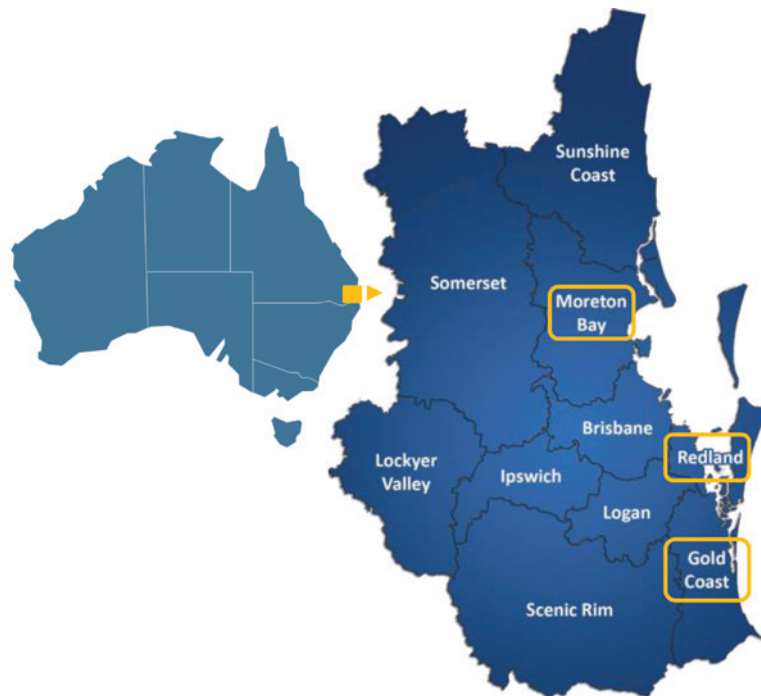 Sunshine
Coast
Somerset
Moreton
Bay
Brisbane
Redland
Lockyer
Valley
Ipswich
Logan
Gold
Coast
Scenic Rim